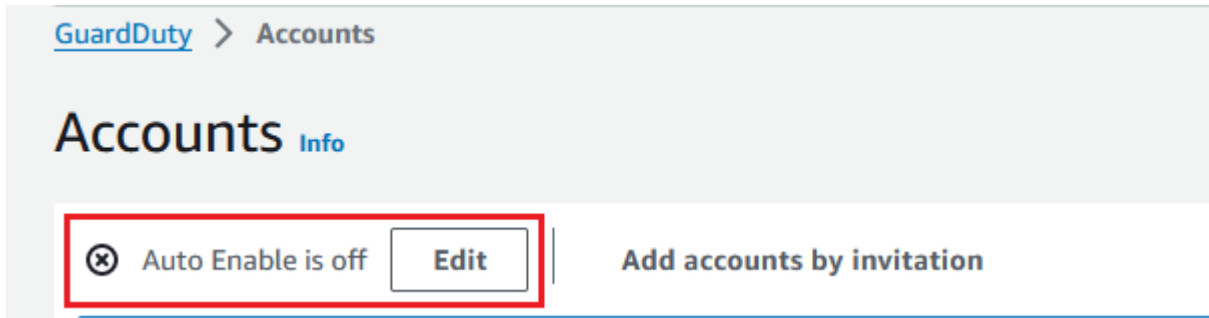 GuardDuty > Accounts
Accounts Info
Auto Enable is off Edit Add accounts by invitation